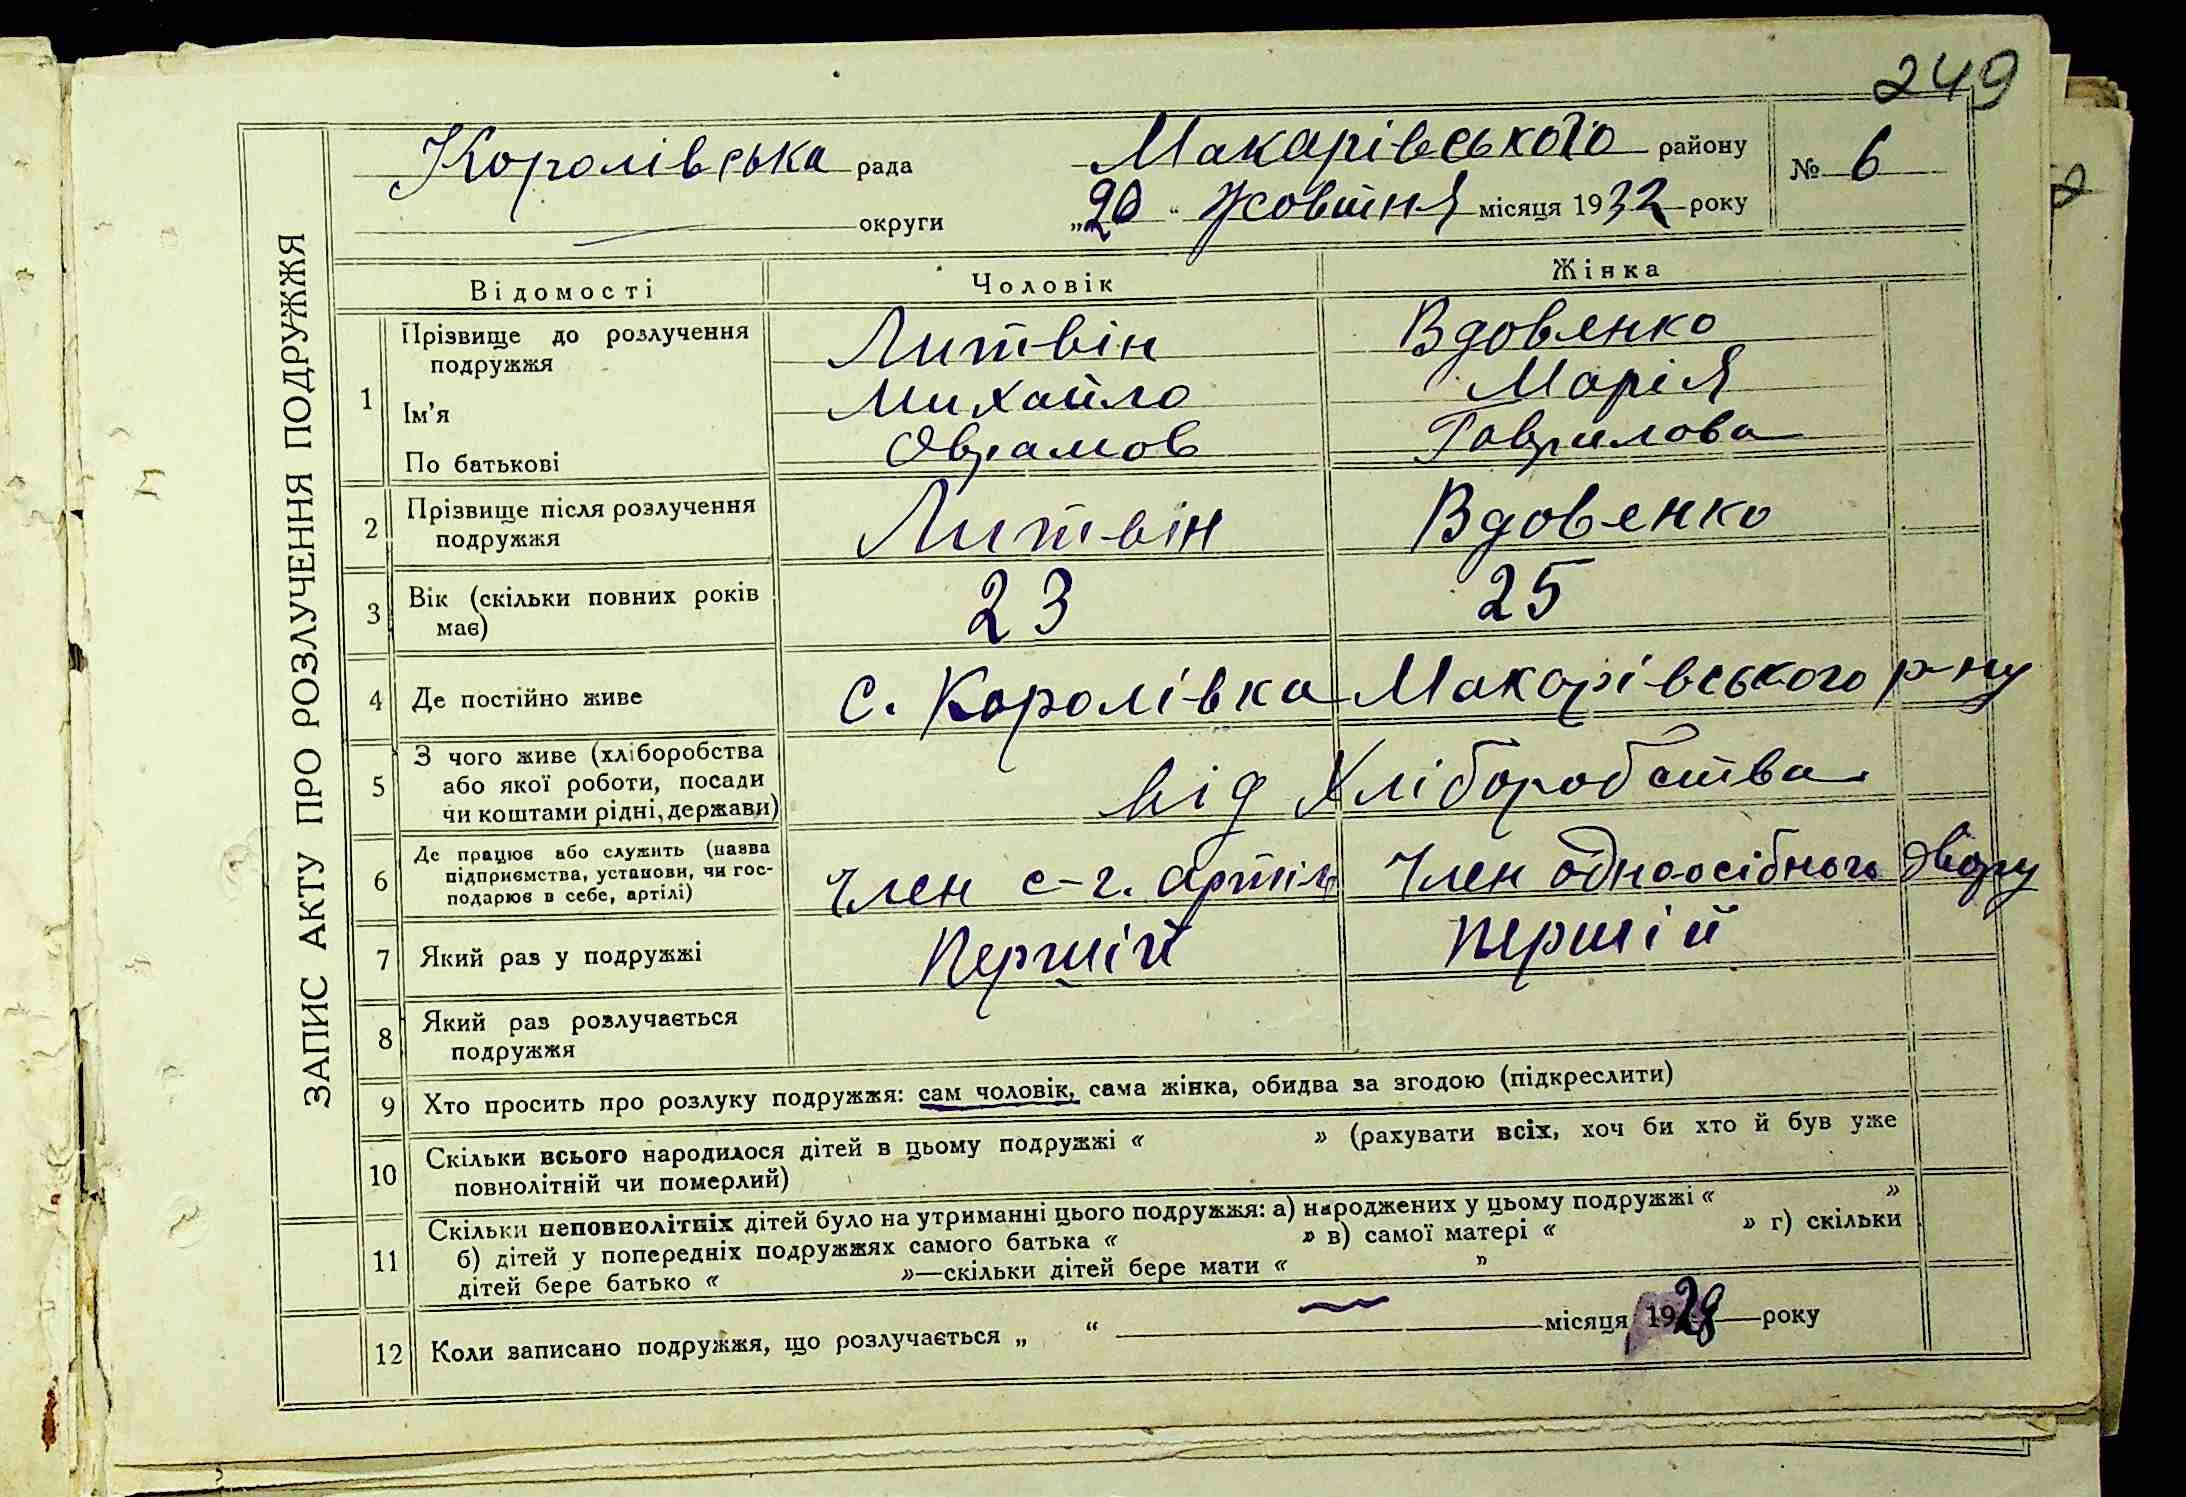 249
ЗАПИС АКТУ ПРО РОЗЛУЧЕННЯ ПОДРУЖЖЯ
Королівська рада Макарівського району № 6
округи „20“ жовтня місяця 1932 року
Відомості Чоловік Жінка
1 Прізвище до розлучення подружжя Литвін Вдовенко
Ім’я Михайло Марія
По батькові Аврамов Гаврилова
2 Прізвище після розлучення подружжя Литвін Вдовенко
3 Вік (скільки повних років має) 23 25
4 Де постійно живе с. Королівка Макарівського р-ну
5 З чого живе (хліборобства
або якої роботи, посади
чи коштами рідні, держави) від хліборобства
6 Де працює або служить (назва
підприємства, установи, чи гос-
подарює в себе, артілі) Член с-г. артіль Член одноосібного двору
7 Який раз у подружжі Першій першій
8 Який раз розлучається
подружжя
9 Хто просить про розлуку подружжя: сам чоловік, сама жінка, обидва за згодою (підкреслити)
10 Скільки всього народилося дітей в цьому подружжі « » (рахувати всіх, хоч би хто й був уже
повнолітній чи померлий)
11 Скільки неповнолітніх дітей було на утриманні цього подружжя: а) народжених у цьому подружжі « »
б) дітей у попередніх подружжях самого батька « » в) самої матері « » г) скільки
дітей бере батько « »—скільки дітей бере мати « »
12 Коли записано подружжя, що розлучається „ “ місяця 1928 року